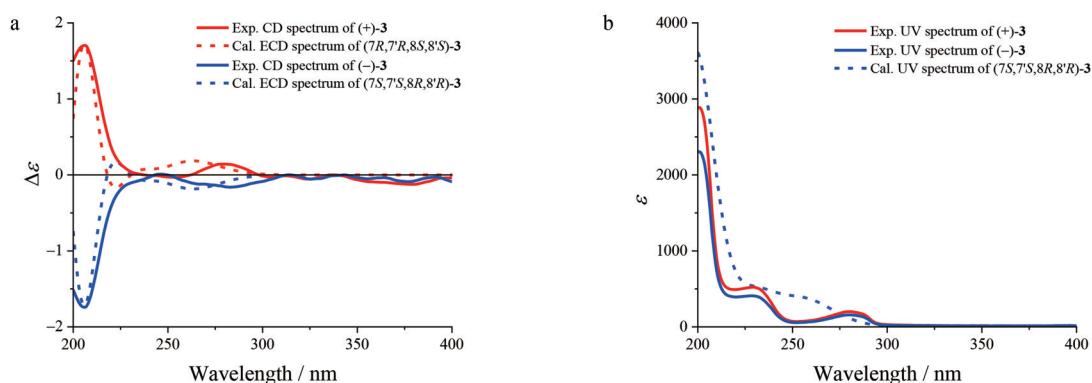 a
2
1
0
−1
−2
200
250
300
350
400
Δε
Wavelength / nm
Exp. CD spectrum of (+)-3
Cal. ECD spectrum of (7R,7'R,8S,8'S)-3
Exp. CD spectrum of (−)-3
Cal. ECD spectrum of (7S,7'S,8R,8'R)-3
b
4000
3000
2000
1000
0
200
250
300
350
400
ε
Wavelength / nm
Exp. UV spectrum of (+)-3
Exp. UV spectrum of (−)-3
Cal. UV spectrum of (7S,7'S,8R,8'R)-3